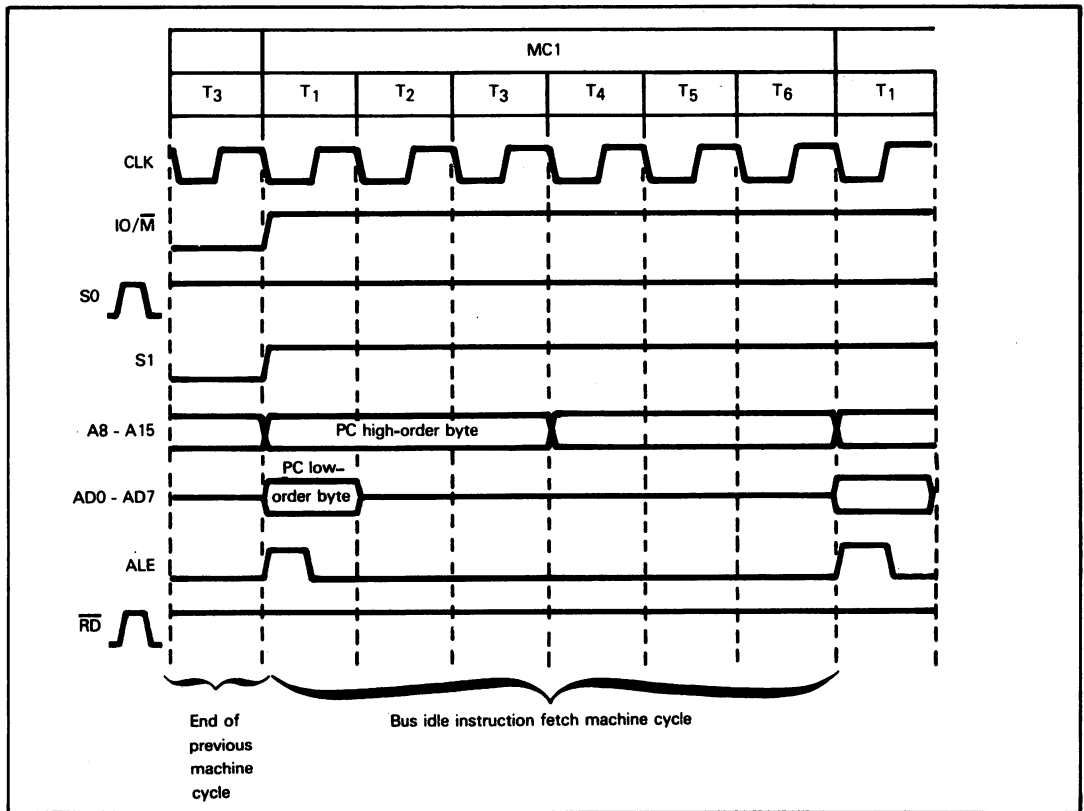 MC1
T3 T1 T2 T3 T4 T5 T6 T1
CLK
IO/M̅
S0
S1
A8 - A15
PC high-order byte
AD0 - AD7
PC low-
order byte
ALE
R̅D̅
End of
previous
machine
cycle
Bus idle instruction fetch machine cycle